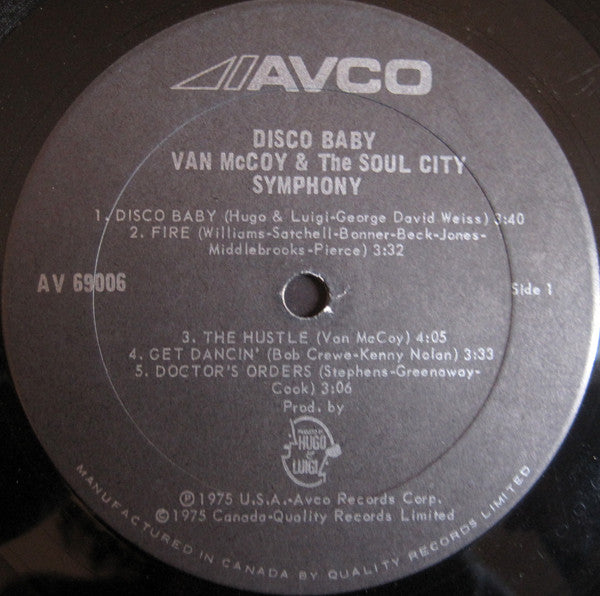 AVCO
DISCO BABY
VAN McCOY & The SOUL CITY
SYMPHONY
1. DISCO BABY (Hugo & Luigi-George David Weiss) 3:40
2. FIRE (Williams-Satchell-Bonner-Beck-Jones-
Middlebrooks-Pierce) 3:32
AV 69006
Side 1
3. THE HUSTLE (Van McCoy) 4:05
4. GET DANCIN' (Bob Crewe-Kenny Nolan) 3:33
5. DOCTOR'S ORDERS (Stephens-Greenaway-
Cook) 3:06
Prod. by
PRODUCED BY
HUGO
LUIGI
Ⓟ1975 U.S.A.-Avco Records Corp.
©1975 Canada-Quality Records Limited
MANUFACTURED IN CANADA BY QUALITY RECORDS LIMITED